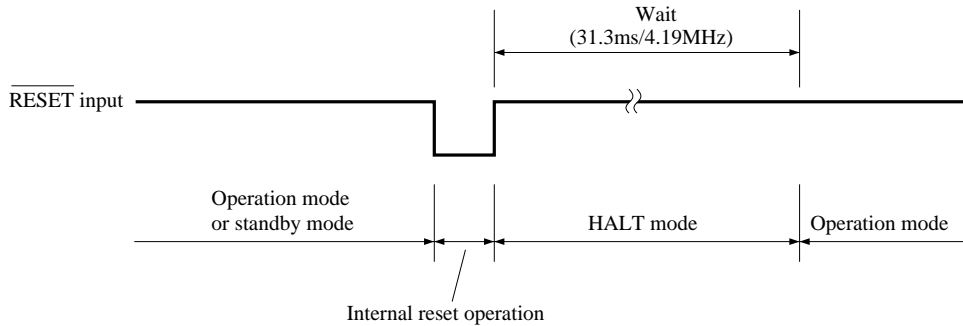 Wait
(31.3ms/4.19MHz)
RESET input
Operation mode
or standby mode
HALT mode
Operation mode
Internal reset operation